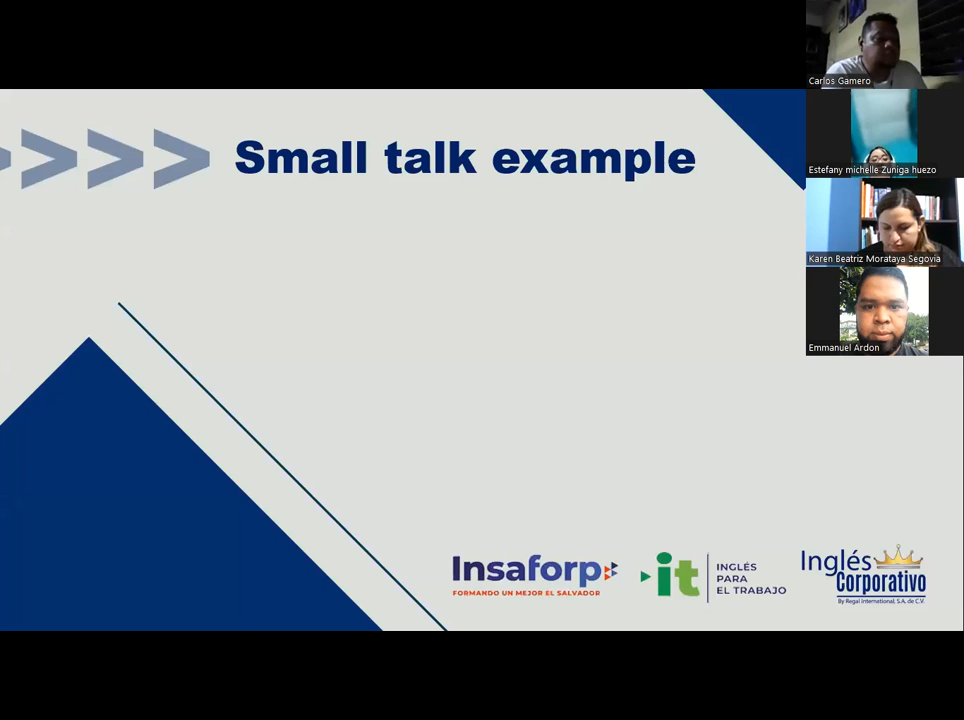 Small talk example
Carlos Gamero
Estefany michelle Zuniga huezo
Karen Beatriz Morataya Segovia
Emmanuel Ardon
Insaforp
FORMANDO UN MEJOR EL SALVADOR
it
INGLÉS
PARA
EL TRABAJO
Inglés
Corporativo
By Regal International, S.A. de C.V.